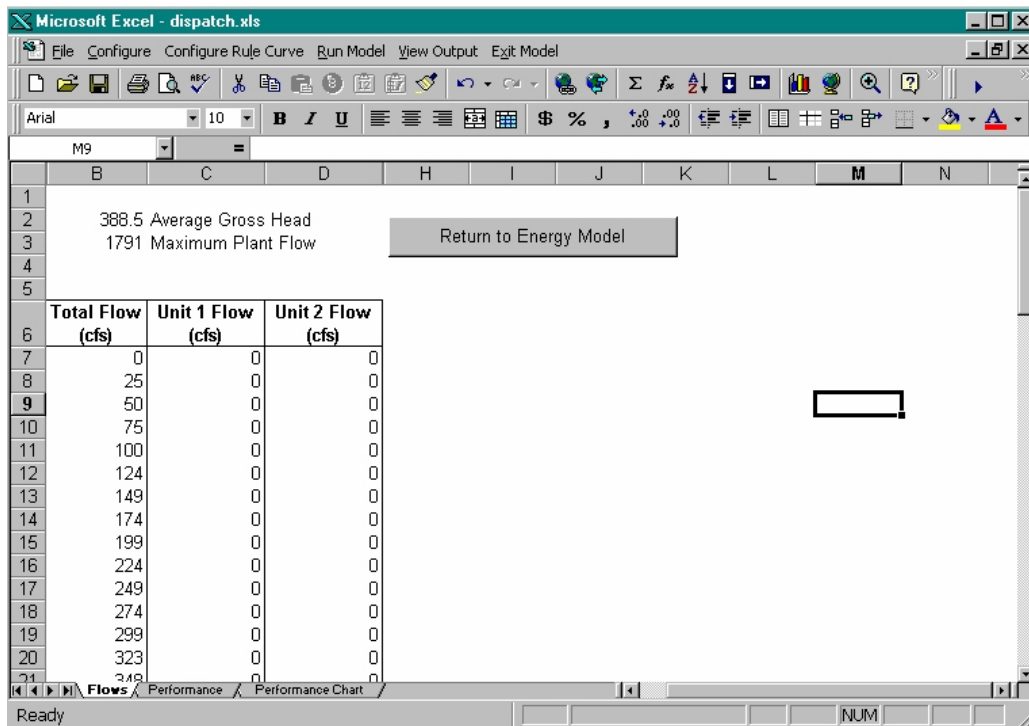 Microsoft Excel - dispatch.xls
File Configure Configure Rule Curve Run Model View Output Exit Model
Arial 10 B I U $ % ,
M9 =
B C D H I J K L M N
1
2 388.5 Average Gross Head
3 1791 Maximum Plant Flow
Return to Energy Model
4
5
Total Flow Unit 1 Flow Unit 2 Flow
6 (cfs) (cfs) (cfs)
7 0 0 0
8 25 0 0
9 50 0 0
10 75 0 0
11 100 0 0
12 124 0 0
13 149 0 0
14 174 0 0
15 199 0 0
16 224 0 0
17 249 0 0
18 274 0 0
19 299 0 0
20 323 0 0
21 348 0 0
Flows Performance Performance Chart
Ready NUM